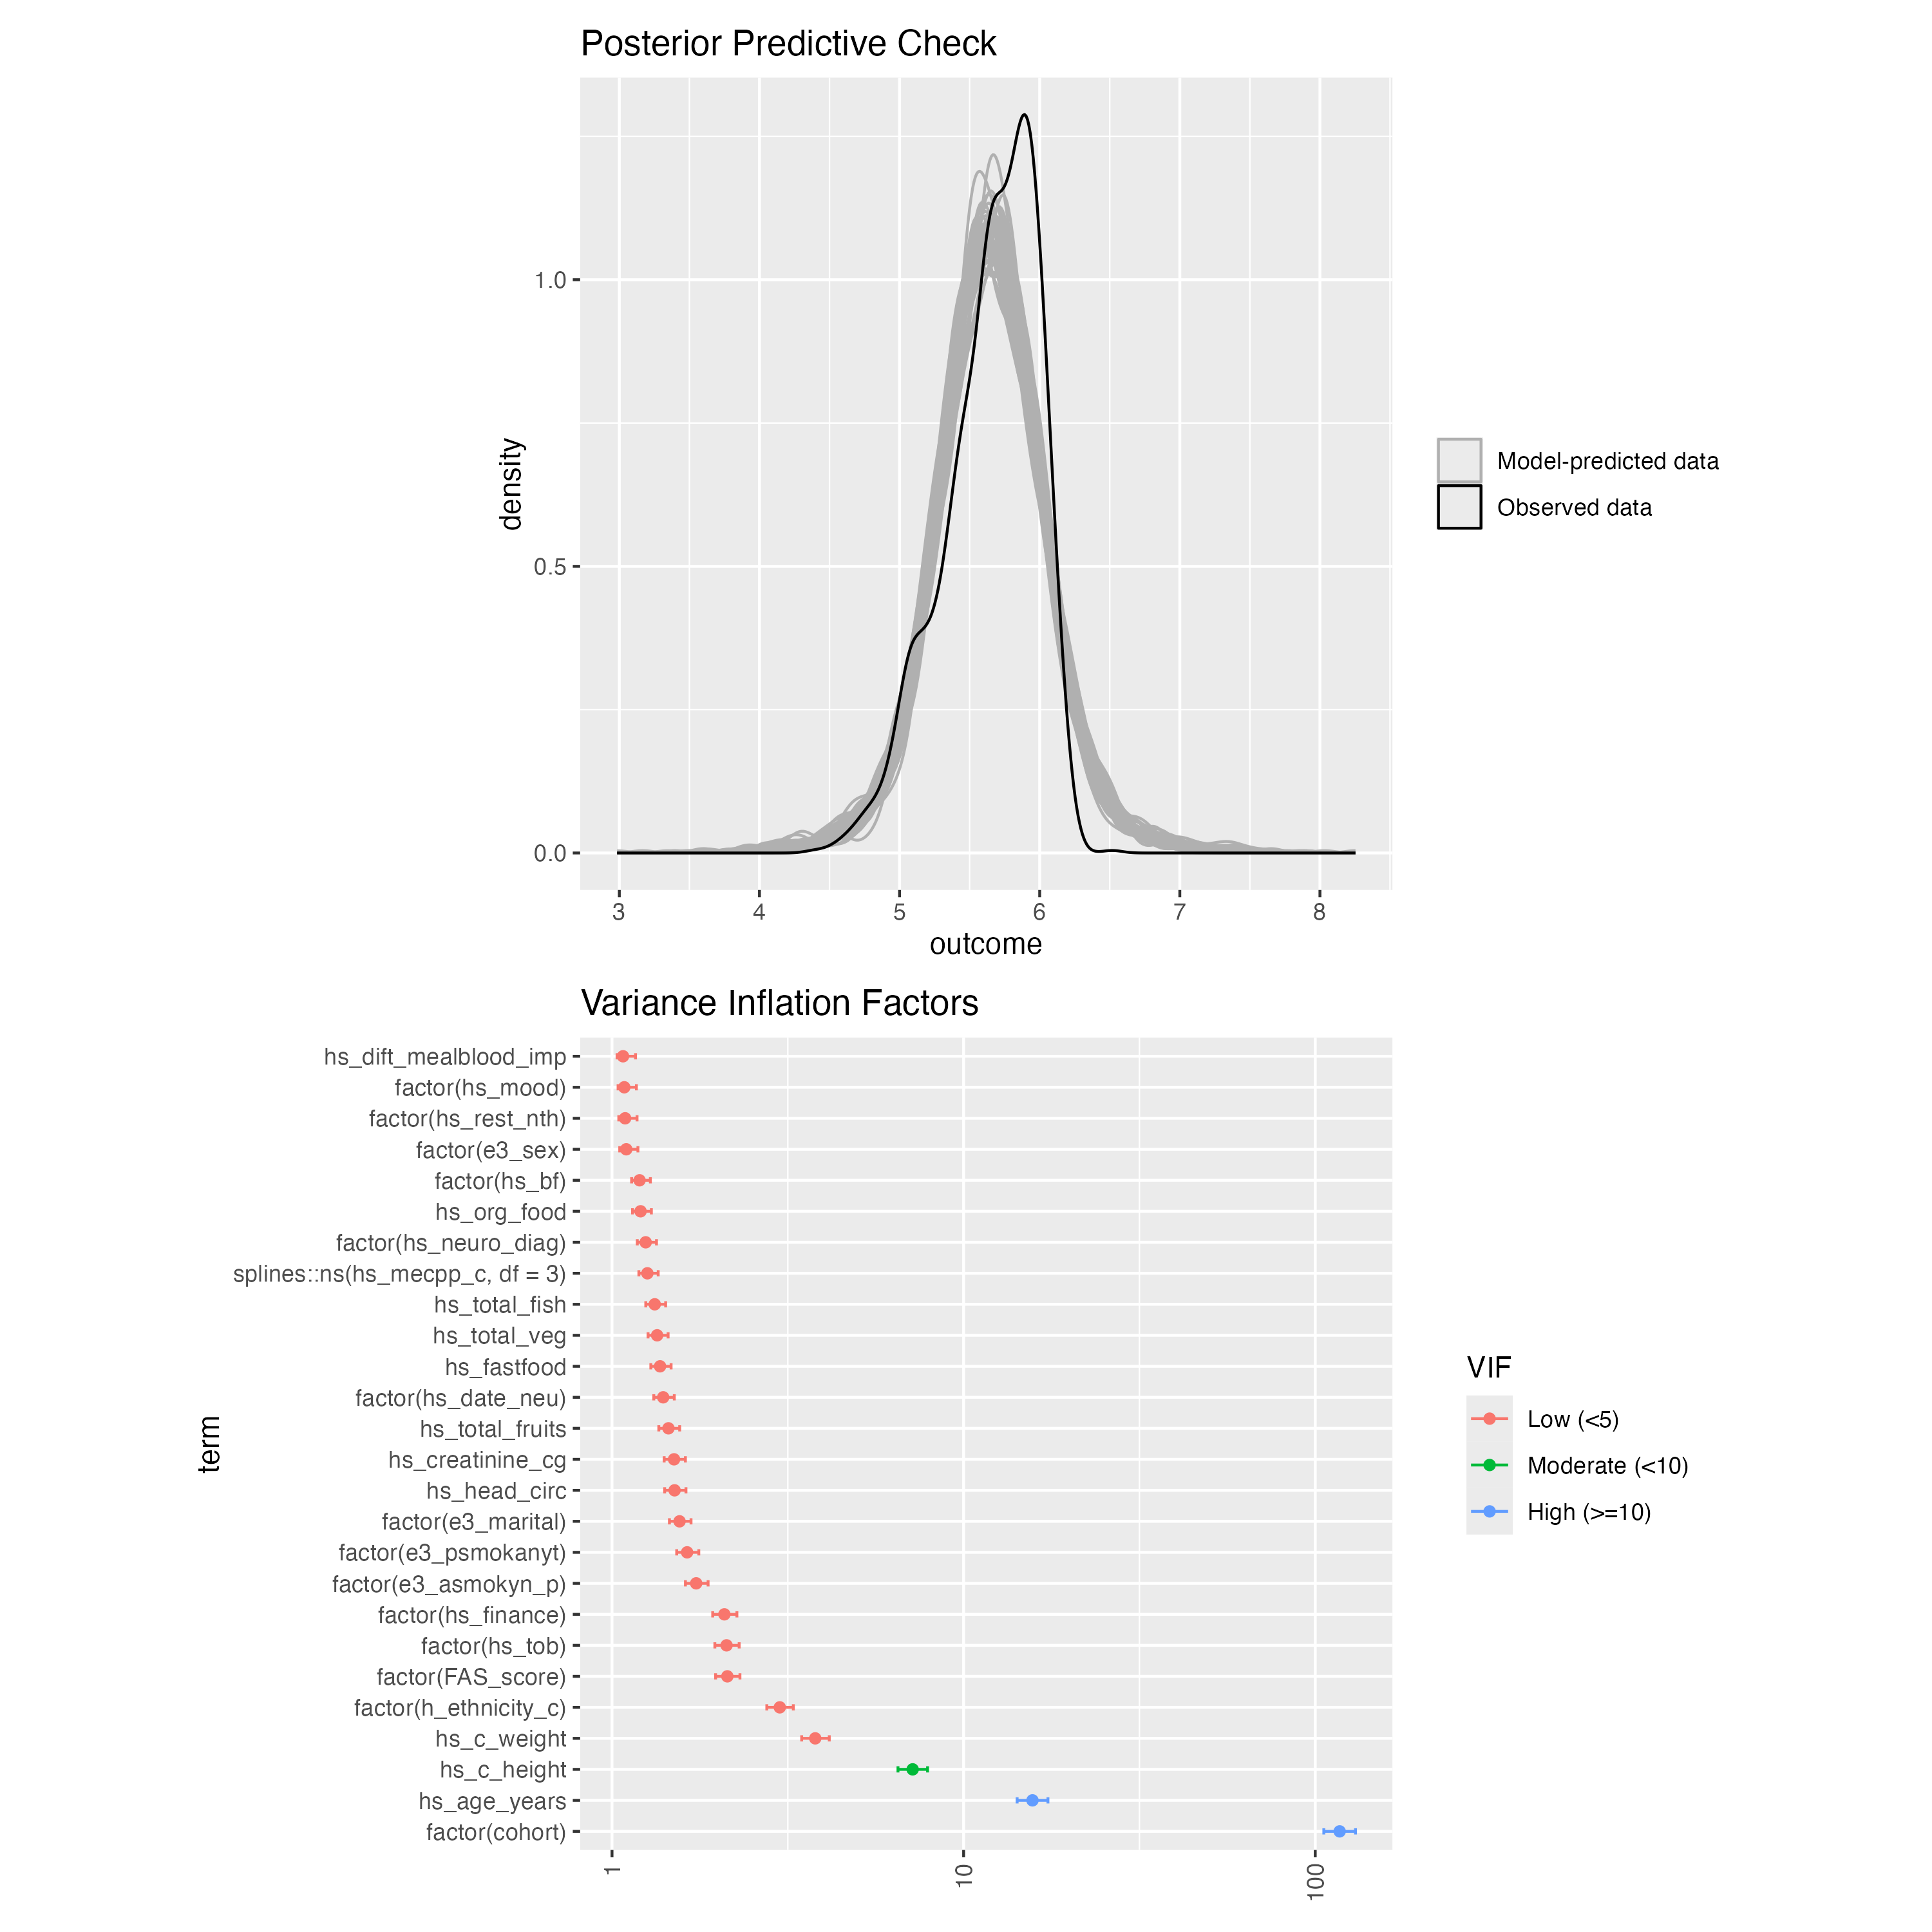 Posterior Predictive Check
density
1.0
0.5
0.0
3 4 5 6 7 8
outcome
Model-predicted data
Observed data
Variance Inflation Factors
term
hs_dift_mealblood_imp
factor(hs_mood)
factor(hs_rest_nth)
factor(e3_sex)
factor(hs_bf)
hs_org_food
factor(hs_neuro_diag)
splines::ns(hs_mecpp_c, df = 3)
hs_total_fish
hs_total_veg
hs_fastfood
factor(hs_date_neu)
hs_total_fruits
hs_creatinine_cg
hs_head_circ
factor(e3_marital)
factor(e3_psmokanyt)
factor(e3_asmokyn_p)
factor(hs_finance)
factor(hs_tob)
factor(FAS_score)
factor(h_ethnicity_c)
hs_c_weight
hs_c_height
hs_age_years
factor(cohort)
1 10 100
VIF
Low (<5)
Moderate (<10)
High (>=10)